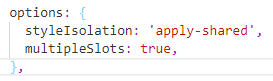 options: {
  styleIsolation: 'apply-shared',
  multipleSlots: true,
},